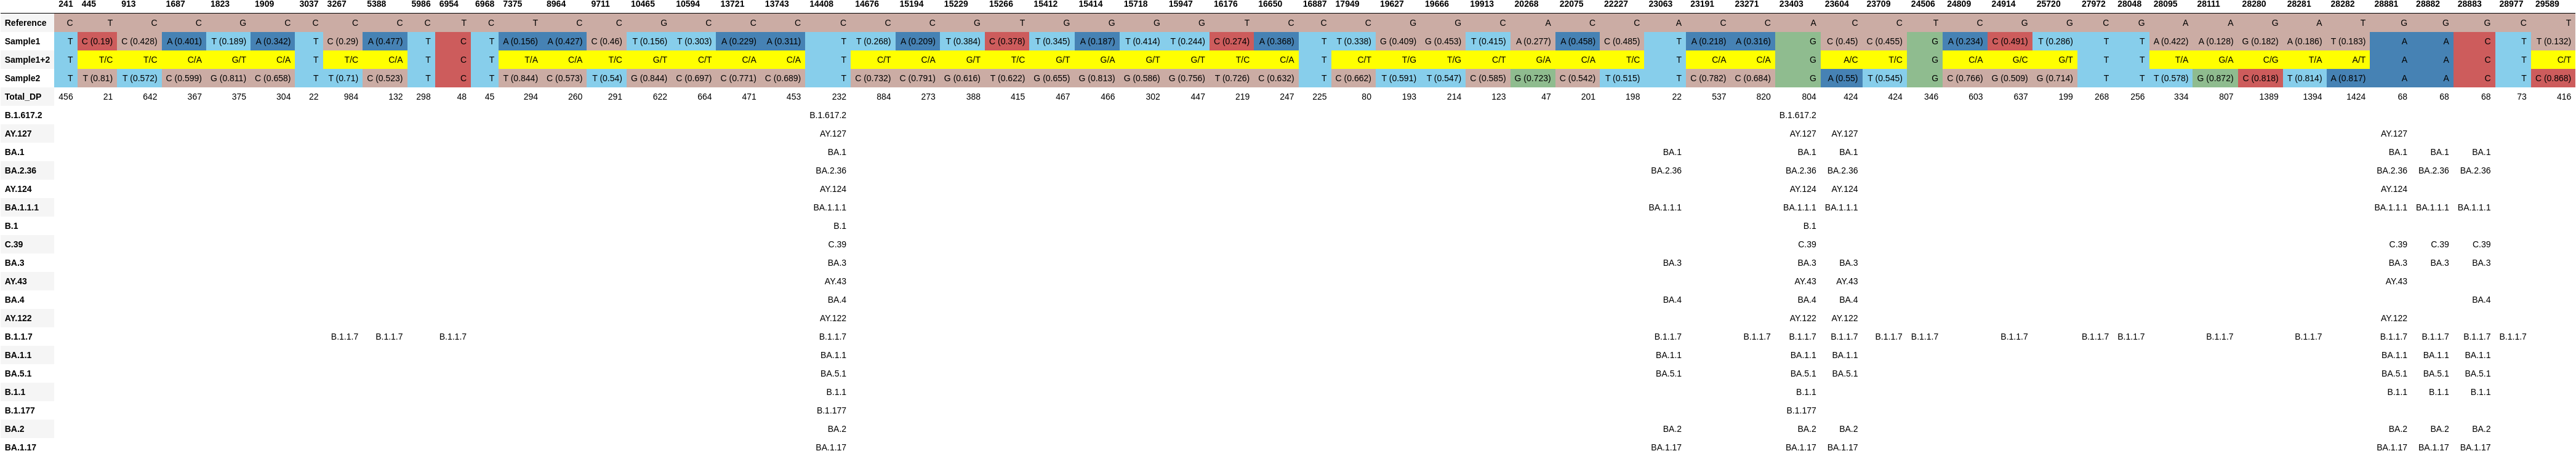 241 445 913 1687 1823 1909 3037 3267 5388 5986 6954 6968 7375 8964 9711 10465 10594 13721 13743 14408 14676 15194 15229 15266 15412 15414 15718 15947 16176 16650 16887 17949 19627 19666 19913 20268 22075 22227 23063 23191 23271 23403 23604 23709 24506 24809 24914 25720 27972 28048 28095 28111 28280 28281 28282 28881 28882 28883 28977 29589
Reference C T C C G C C C C C T C T C C G C C C C C C G T G G G G T C C C G G C A C C A C C A C C T C G G C G A A G A T G G G C T
Sample1 T C (0.19) C (0.428) A (0.401) T (0.189) A (0.342) T C (0.29) A (0.477) T C T A (0.156) A (0.427) C (0.46) T (0.156) T (0.303) A (0.229) A (0.311) T T (0.268) A (0.209) T (0.384) C (0.378) T (0.345) A (0.187) T (0.414) T (0.244) C (0.274) A (0.368) T T (0.338) G (0.409) G (0.453) T (0.415) A (0.277) A (0.458) C (0.485) T A (0.218) A (0.316) G C (0.45) C (0.455) G A (0.234) C (0.491) T (0.286) T T A (0.422) A (0.128) G (0.182) A (0.186) T (0.183) A A C T T (0.132)
Sample1+2 T T/C T/C C/A G/T C/A T T/C C/A T C T T/A C/A T/C G/T C/T C/A C/A T C/T C/A G/T T/C G/T G/A G/T G/T T/C C/A T C/T T/G T/G C/T G/A C/A T/C T C/A C/A G A/C T/C G C/A G/C G/T T T T/A G/A C/G T/A A/T A A C T C/T
Sample2 T T (0.81) T (0.572) C (0.599) G (0.811) C (0.658) T T (0.71) C (0.523) T C T T (0.844) C (0.573) T (0.54) G (0.844) C (0.697) C (0.771) C (0.689) T C (0.732) C (0.791) G (0.616) T (0.622) G (0.655) G (0.813) G (0.586) G (0.756) T (0.726) C (0.632) T C (0.662) T (0.591) T (0.547) C (0.585) G (0.723) C (0.542) T (0.515) T C (0.782) C (0.684) G A (0.55) T (0.545) G C (0.766) G (0.509) G (0.714) T T T (0.578) G (0.872) C (0.818) T (0.814) A (0.817) A A C T C (0.868)
Total_DP 456 21 642 367 375 304 22 984 132 298 48 45 294 260 291 622 664 471 453 232 884 273 388 415 467 466 302 447 219 247 225 80 193 214 123 47 201 198 22 537 820 804 424 424 346 603 637 199 268 256 334 807 1389 1394 1424 68 68 68 73 416
B.1.617.2 B.1.617.2 B.1.617.2
AY.127 AY.127 AY.127 AY.127 AY.127
BA.1 BA.1 BA.1 BA.1 BA.1 BA.1 BA.1 BA.1
BA.2.36 BA.2.36 BA.2.36 BA.2.36 BA.2.36 BA.2.36 BA.2.36 BA.2.36
AY.124 AY.124 AY.124 AY.124 AY.124
BA.1.1.1 BA.1.1.1 BA.1.1.1 BA.1.1.1 BA.1.1.1 BA.1.1.1 BA.1.1.1 BA.1.1.1
B.1 B.1 B.1
C.39 C.39 C.39 C.39 C.39 C.39
BA.3 BA.3 BA.3 BA.3 BA.3 BA.3 BA.3 BA.3
AY.43 AY.43 AY.43 AY.43 AY.43
BA.4 BA.4 BA.4 BA.4 BA.4 BA.4
AY.122 AY.122 AY.122 AY.122 AY.122
B.1.1.7 B.1.1.7 B.1.1.7 B.1.1.7 B.1.1.7 B.1.1.7 B.1.1.7 B.1.1.7 B.1.1.7 B.1.1.7 B.1.1.7 B.1.1.7 B.1.1.7 B.1.1.7 B.1.1.7 B.1.1.7 B.1.1.7 B.1.1.7 B.1.1.7 B.1.1.7
BA.1.1 BA.1.1 BA.1.1 BA.1.1 BA.1.1 BA.1.1 BA.1.1 BA.1.1
BA.5.1 BA.5.1 BA.5.1 BA.5.1 BA.5.1 BA.5.1 BA.5.1 BA.5.1
B.1.1 B.1.1 B.1.1 B.1.1 B.1.1 B.1.1
B.1.177 B.1.177 B.1.177
BA.2 BA.2 BA.2 BA.2 BA.2 BA.2 BA.2 BA.2
BA.1.17 BA.1.17 BA.1.17 BA.1.17 BA.1.17 BA.1.17 BA.1.17 BA.1.17